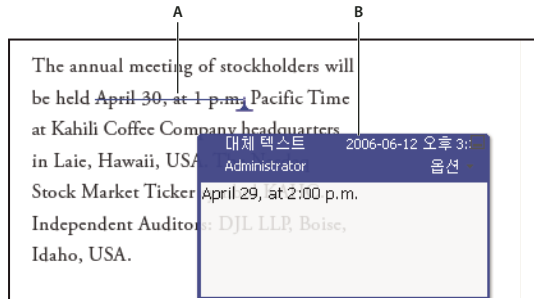 A B
The annual meeting of stockholders will
be held April 30, at 1 p.m. Pacific Time
at Kahili Coffee Company headquarters
in Laie, Hawaii, USA.
Stock Market Ticker
Independent Auditors: DJL LLP, Boise,
Idaho, USA.
대체 텍스트 2006-06-12 오후 3:
Administrator 옵션
April 29, at 2:00 p.m.